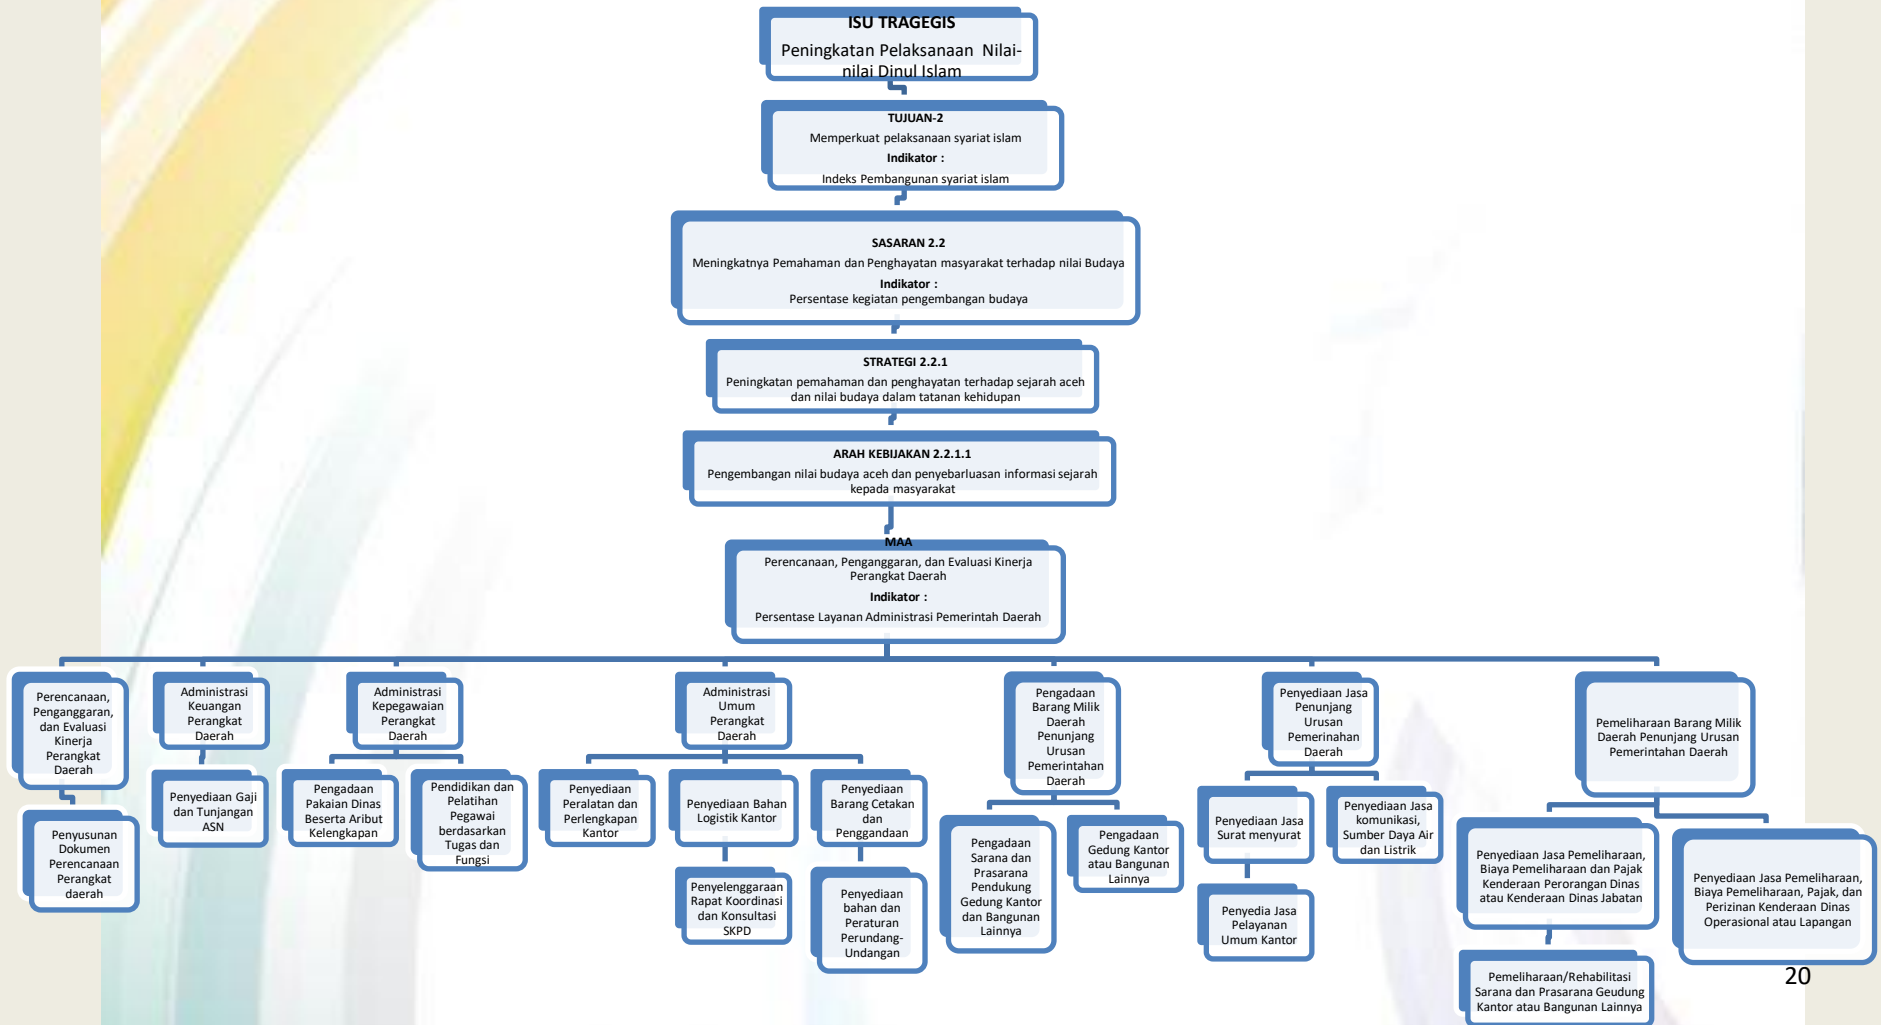 ISU TRAGEGIS
Peningkatan Pelaksanaan Nilai-
nilai Dinul Islam
TUJUAN-2
Memperkuat pelaksanaan syariat islam
Indikator :
Indeks Pembangunan syariat islam
SASARAN 2.2
Meningkatnya Pemahaman dan Penghayatan masyarakat terhadap nilai Budaya
Indikator :
Persentase kegiatan pengembangan budaya
STRATEGI 2.2.1
Peningkatan pemahaman dan penghayatan terhadap sejarah aceh
dan nilai budaya dalam tatanan kehidupan
ARAH KEBIJAKAN 2.2.1.1
Pengembangan nilai budaya aceh dan penyebarluasan informasi sejarah
kepada masyarakat
MAA
Perencanaan, Penganggaran, dan Evaluasi Kinerja
Perangkat Daerah
Indikator :
Persentase Layanan Administrasi Pemerintah Daerah
Perencanaan,
Penganggaran,
dan Evaluasi
Kinerja
Perangkat
Daerah
Penyusunan
Dokumen
Perencanaan
Perangkat
daerah
Administrasi
Keuangan
Perangkat
Daerah
Penyediaan Gaji
dan Tunjangan
ASN
Administrasi
Kepegawaian
Perangkat
Daerah
Pengadaan
Pakaian Dinas
Beserta Aribut
Kelengkapan
Pendidikan dan
Pelatihan
Pegawai
berdasarkan
Tugas dan
Fungsi
Administrasi
Umum
Perangkat
Daerah
Penyediaan
Peralatan dan
Perlengkapan
Kantor
Penyediaan Bahan
Logistik Kantor
Penyelenggaraan
Rapat Koordinasi
dan Konsultasi
SKPD
Penyediaan
Barang Cetakan
dan
Penggandaan
Penyediaan
bahan dan
Peraturan
Perundang-
Undangan
Pengadaan
Barang Milik
Daerah
Penunjang
Urusan
Pemerintahan
Daerah
Pengadaan
Sarana dan
Prasarana
Pendukung
Gedung Kantor
dan Bangunan
Lainnya
Pengadaan
Gedung Kantor
atau Bangunan
Lainnya
Penyediaan Jasa
Penunjang
Urusan
Pemerinahan
Daerah
Penyediaan Jasa
Surat menyurat
Penyedia Jasa
Pelayanan
Umum Kantor
Penyediaan Jasa
komunikasi,
Sumber Daya Air
dan Listrik
Pemeliharaan Barang Milik
Daerah Penunjang Urusan
Pemerintahan Daerah
Penyediaan Jasa Pemeliharaan,
Biaya Pemeliharaan dan Pajak
Kenderaan Perorangan Dinas
atau Kenderaan Dinas Jabatan
Pemeliharaan/Rehabilitasi
Sarana dan Prasarana Geudung
Kantor atau Bangunan Lainnya
Penyediaan Jasa Pemeliharaan,
Biaya Pemeliharaan, Pajak, dan
Perizinan Kenderaan Dinas
Operasional atau Lapangan
20